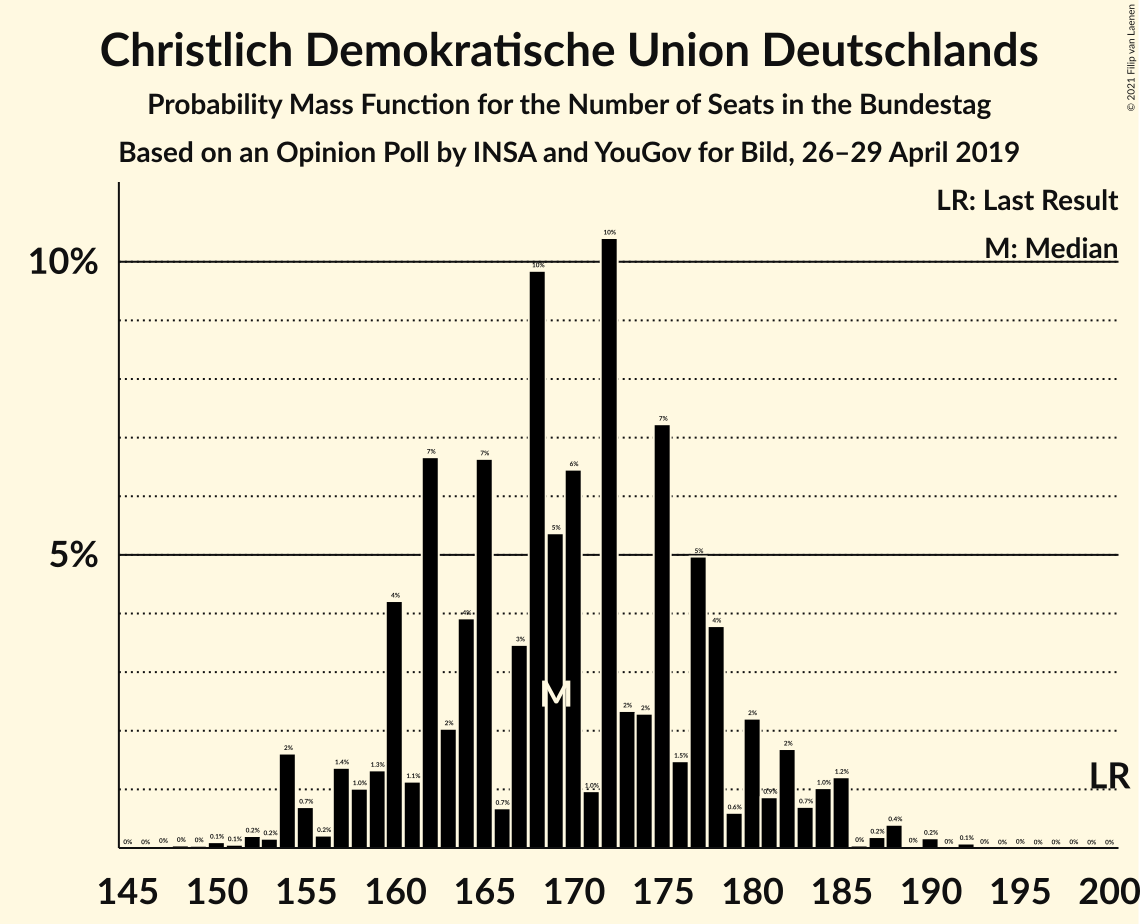 Christlich Demokratische Union Deutschlands
Probability Mass Function for the Number of Seats in the Bundestag
Based on an Opinion Poll by INSA and YouGov for Bild, 26–29 April 2019
© 2021 Filip van Laenen
LR: Last Result
M: Median
10%
5%
0% 0% 0% 0% 0% 0.1% 0.1% 0.2% 0.2% 2% 0.7% 0.2% 1.4% 1.0% 1.3% 4% 1.1% 7% 2% 4% 7% 0.7% 3% 10% 5% 6% 1.0% 10% 2% 2% 7% 1.5% 5% 4% 0.6% 2% 0.9% 2% 0.7% 1.0% 1.2% 0% 0.2% 0.4% 0% 0.2% 0% 0.1% 0% 0% 0% 0% 0% 0% 0% 0%
M
LR
145 150 155 160 165 170 175 180 185 190 195 200